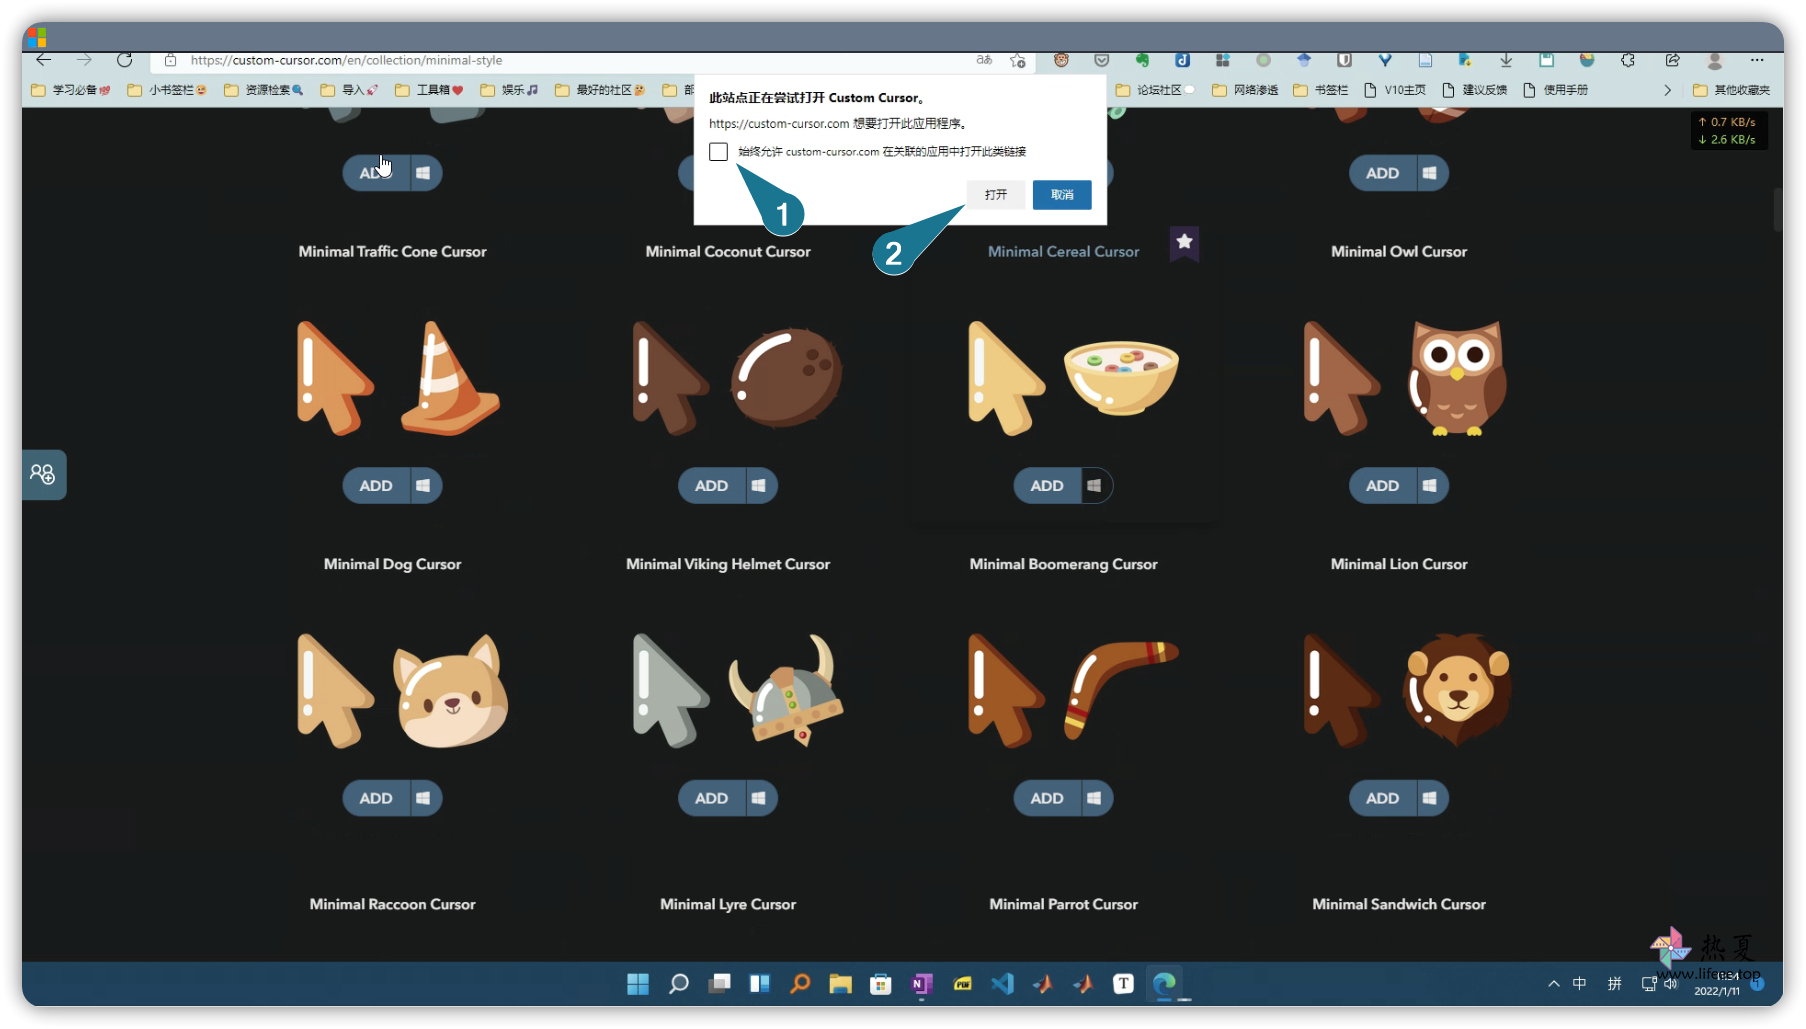 https://custom-cursor.com/en/collection/minimal-style
学习必备 小书签栏 资源检索 导入 工具箱 娱乐 最好的社区 论坛社区 网络渗透 书签栏 V10主页 建议反馈 使用手册 其他收藏夹
此站点正在尝试打开 Custom Cursor。
https://custom-cursor.com 想要打开此应用程序。
始终允许 custom-cursor.com 在关联的应用中打开此类链接
打开 取消
1
2
↑ 0.7 KB/s
↓ 2.6 KB/s
ADD
Minimal Traffic Cone Cursor Minimal Coconut Cursor Minimal Cereal Cursor Minimal Owl Cursor
ADD ADD ADD ADD
Minimal Dog Cursor Minimal Viking Helmet Cursor Minimal Boomerang Cursor Minimal Lion Cursor
ADD ADD ADD ADD
Minimal Raccoon Cursor Minimal Lyre Cursor Minimal Parrot Cursor Minimal Sandwich Cursor
热夏
www.lifees.top
中 拼
2022/1/11
1